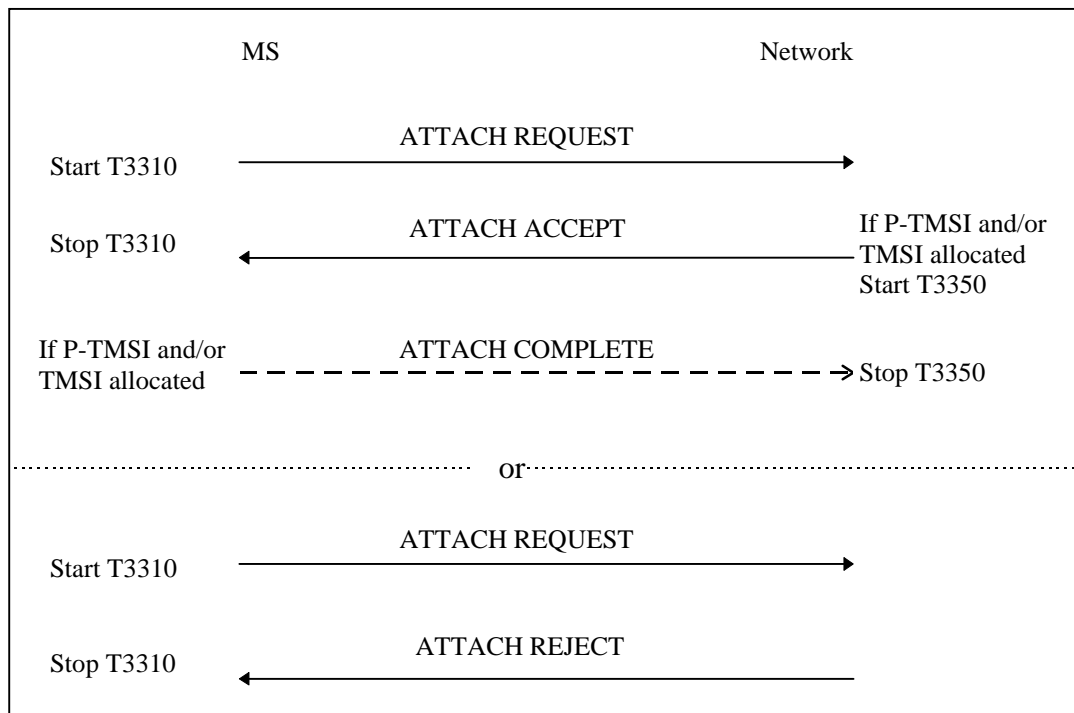 MS
Network
ATTACH REQUEST
Start T3310
ATTACH ACCEPT
Stop T3310
If P-TMSI and/or
TMSI allocated
Start T3350
If P-TMSI and/or
TMSI allocated
ATTACH COMPLETE
Stop T3350
or
ATTACH REQUEST
Start T3310
ATTACH REJECT
Stop T3310